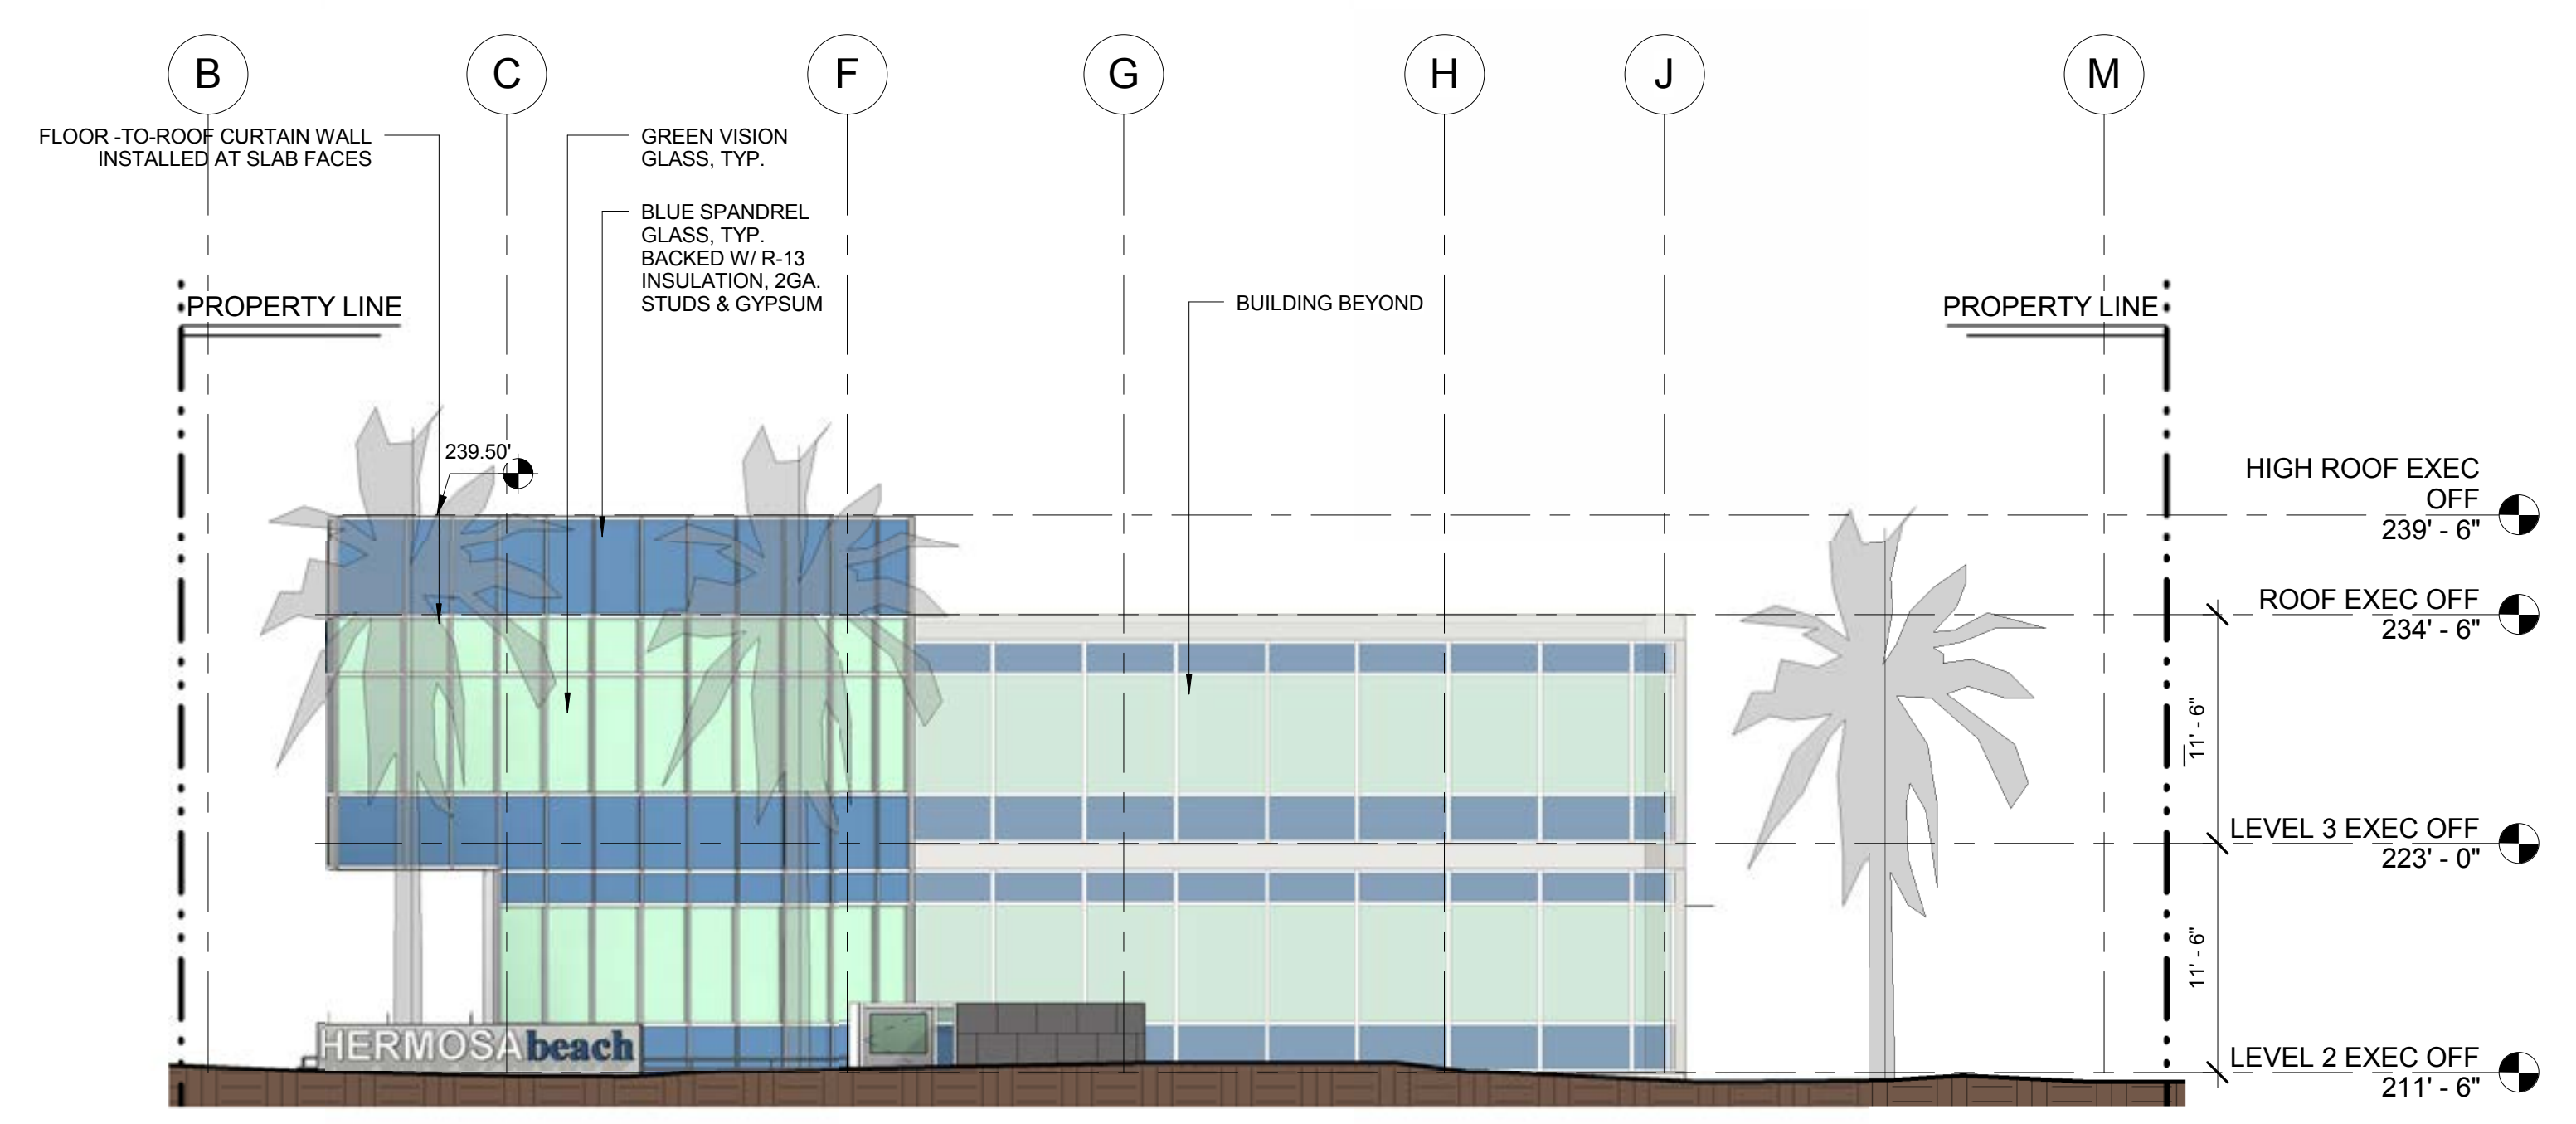 B
C
F
G
H
J
M
FLOOR -TO-ROOF CURTAIN WALL
INSTALLED AT SLAB FACES
GREEN VISION
GLASS, TYP.
BLUE SPANDREL
GLASS, TYP.
BACKED W/ R-13
INSULATION, 2GA.
STUDS & GYPSUM
BUILDING BEYOND
PROPERTY LINE
PROPERTY LINE
239.50'
HIGH ROOF EXEC
OFF
239' - 6"
ROOF EXEC OFF
234' - 6"
11' - 6"
LEVEL 3 EXEC OFF
223' - 0"
11' - 6"
LEVEL 2 EXEC OFF
211' - 6"
HERMOSA beach